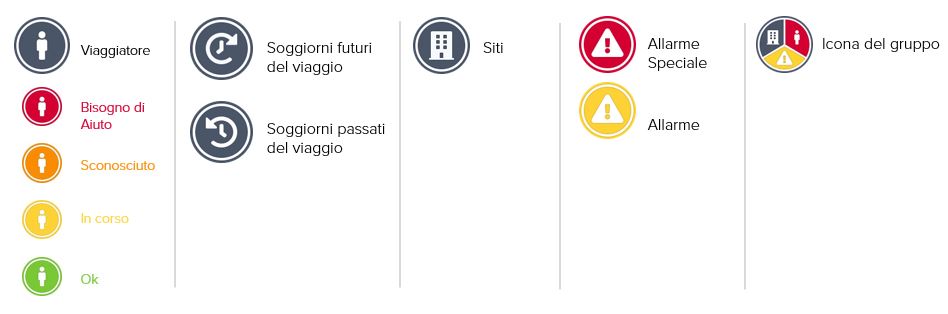 Viaggiatore
Bisogno di
Aiuto
Sconosciuto
In corso
Ok
Soggiorni futuri
del viaggio
Soggiorni passati
del viaggio
Siti
Allarme
Speciale
Allarme
Icona del gruppo